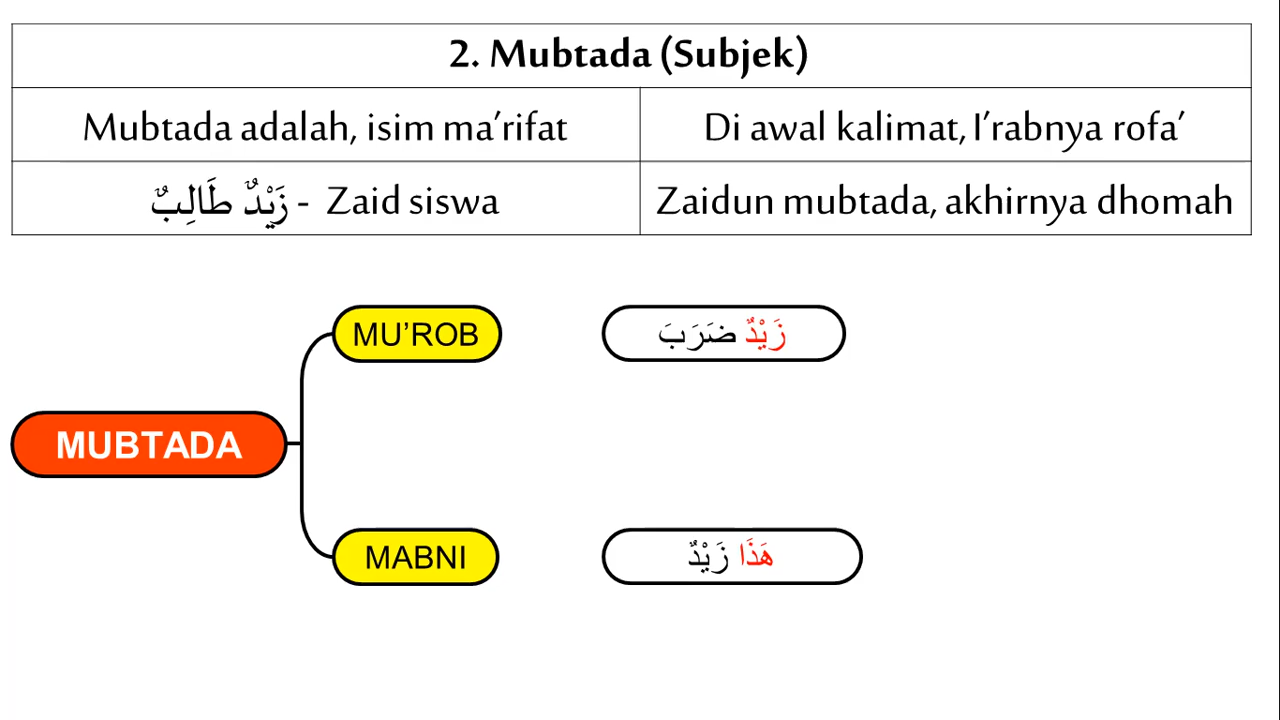 2. Mubtada (Subjek)
Mubtada adalah, isim ma’rifat
Di awal kalimat, I’rabnya rofa’
زَيْدٌ طَالِبٌ - Zaid siswa
Zaidun mubtada, akhirnya dhomah
MU’ROB
زَيْدٌ ضَرَبَ
MUBTADA
MABNI
هَذَا زَيْدٌ